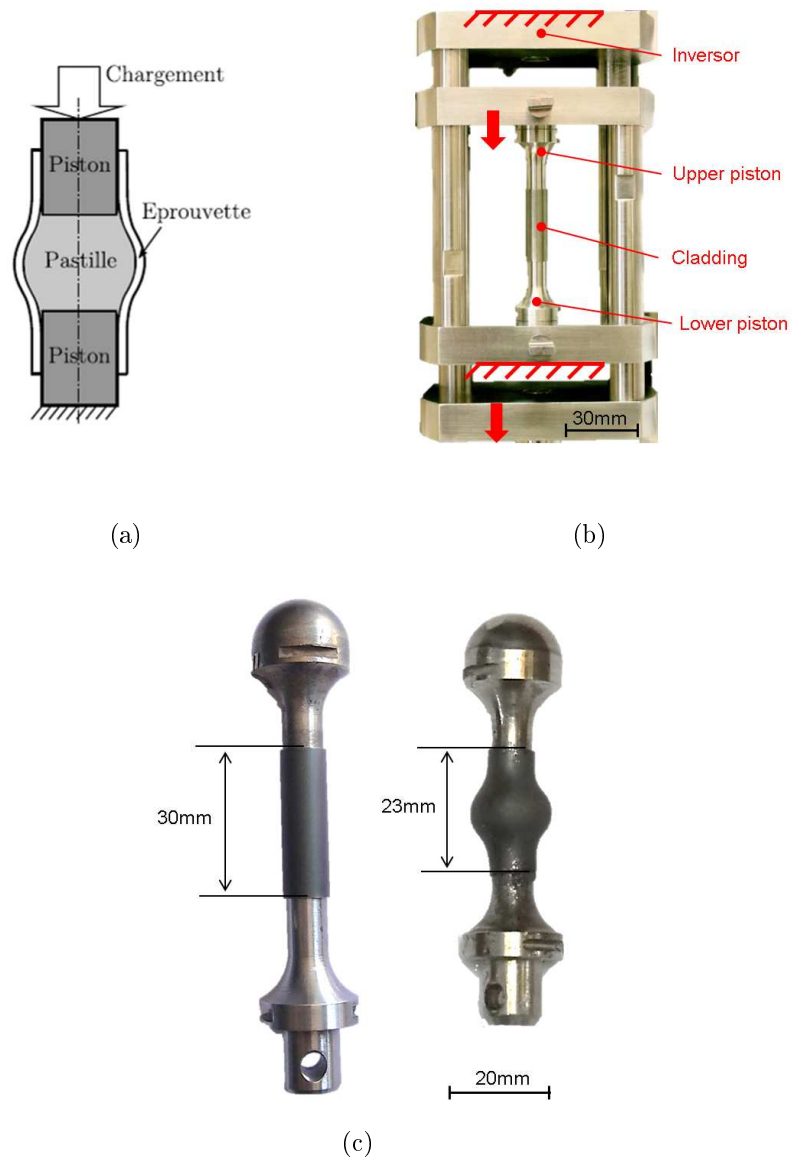 Chargement
Piston
Eprouvette
Pastille
Piston
Inversor
Upper piston
Cladding
Lower piston
30mm
(a)
(b)
30mm
23mm
20mm
(c)